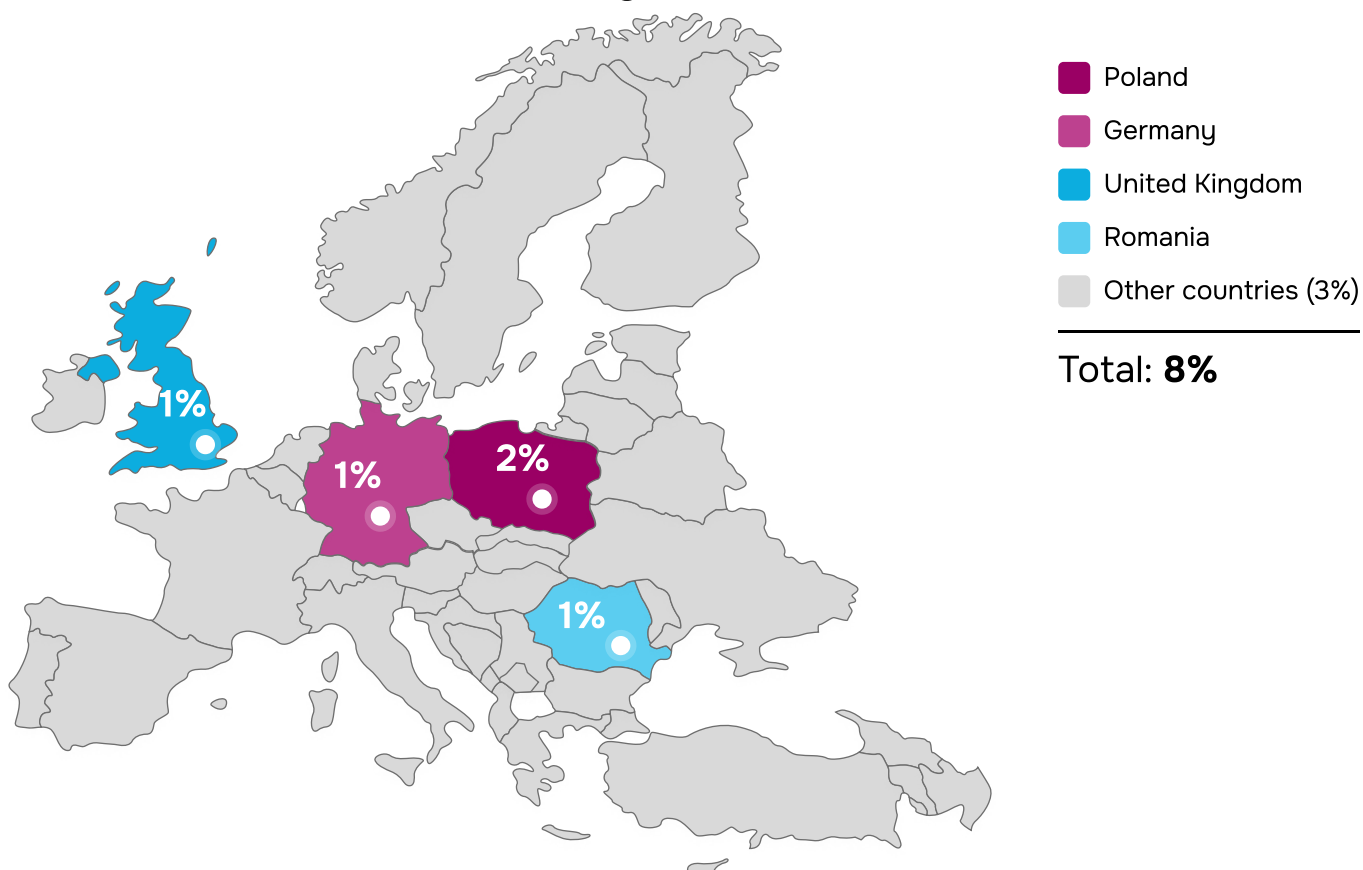 Poland
Germany
United Kingdom
Romania
Other countries (3%)
Total: 8%
1%
1%
2%
1%